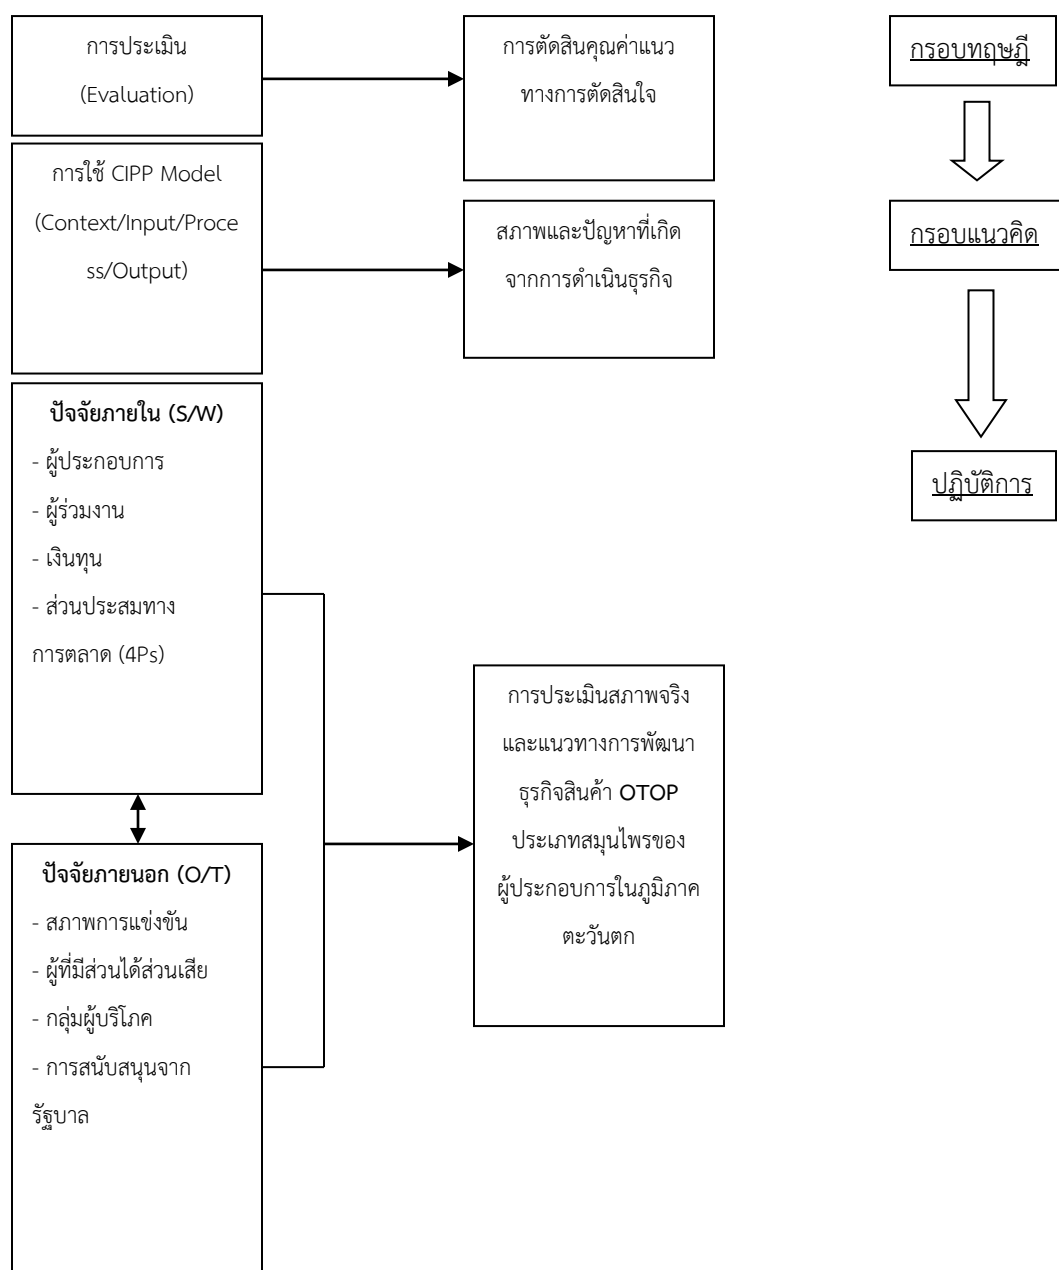 การประเมิน
(Evaluation)
การตัดสินคุณค่าแนว
ทางการตัดสินใจ
กรอบทฤษฎี
การใช้ CIPP Model
(Context/Input/Proce
ss/Output)
สภาพและปัญหาที่เกิด
จากการดำเนินธุรกิจ
กรอบแนวคิด
ปัจจัยภายใน (S/W)
- ผู้ประกอบการ
- ผู้ร่วมงาน
- เงินทุน
- ส่วนประสมทาง
การตลาด (4Ps)
ปฏิบัติการ
การประเมินสภาพจริง
และแนวทางการพัฒนา
ธุรกิจสินค้า OTOP
ประเภทสมุนไพรของ
ผู้ประกอบการในภูมิภาค
ตะวันตก
ปัจจัยภายนอก (O/T)
- สภาพการแข่งขัน
- ผู้ที่มีส่วนได้ส่วนเสีย
- กลุ่มผู้บริโภค
- การสนับสนุนจาก
รัฐบาล